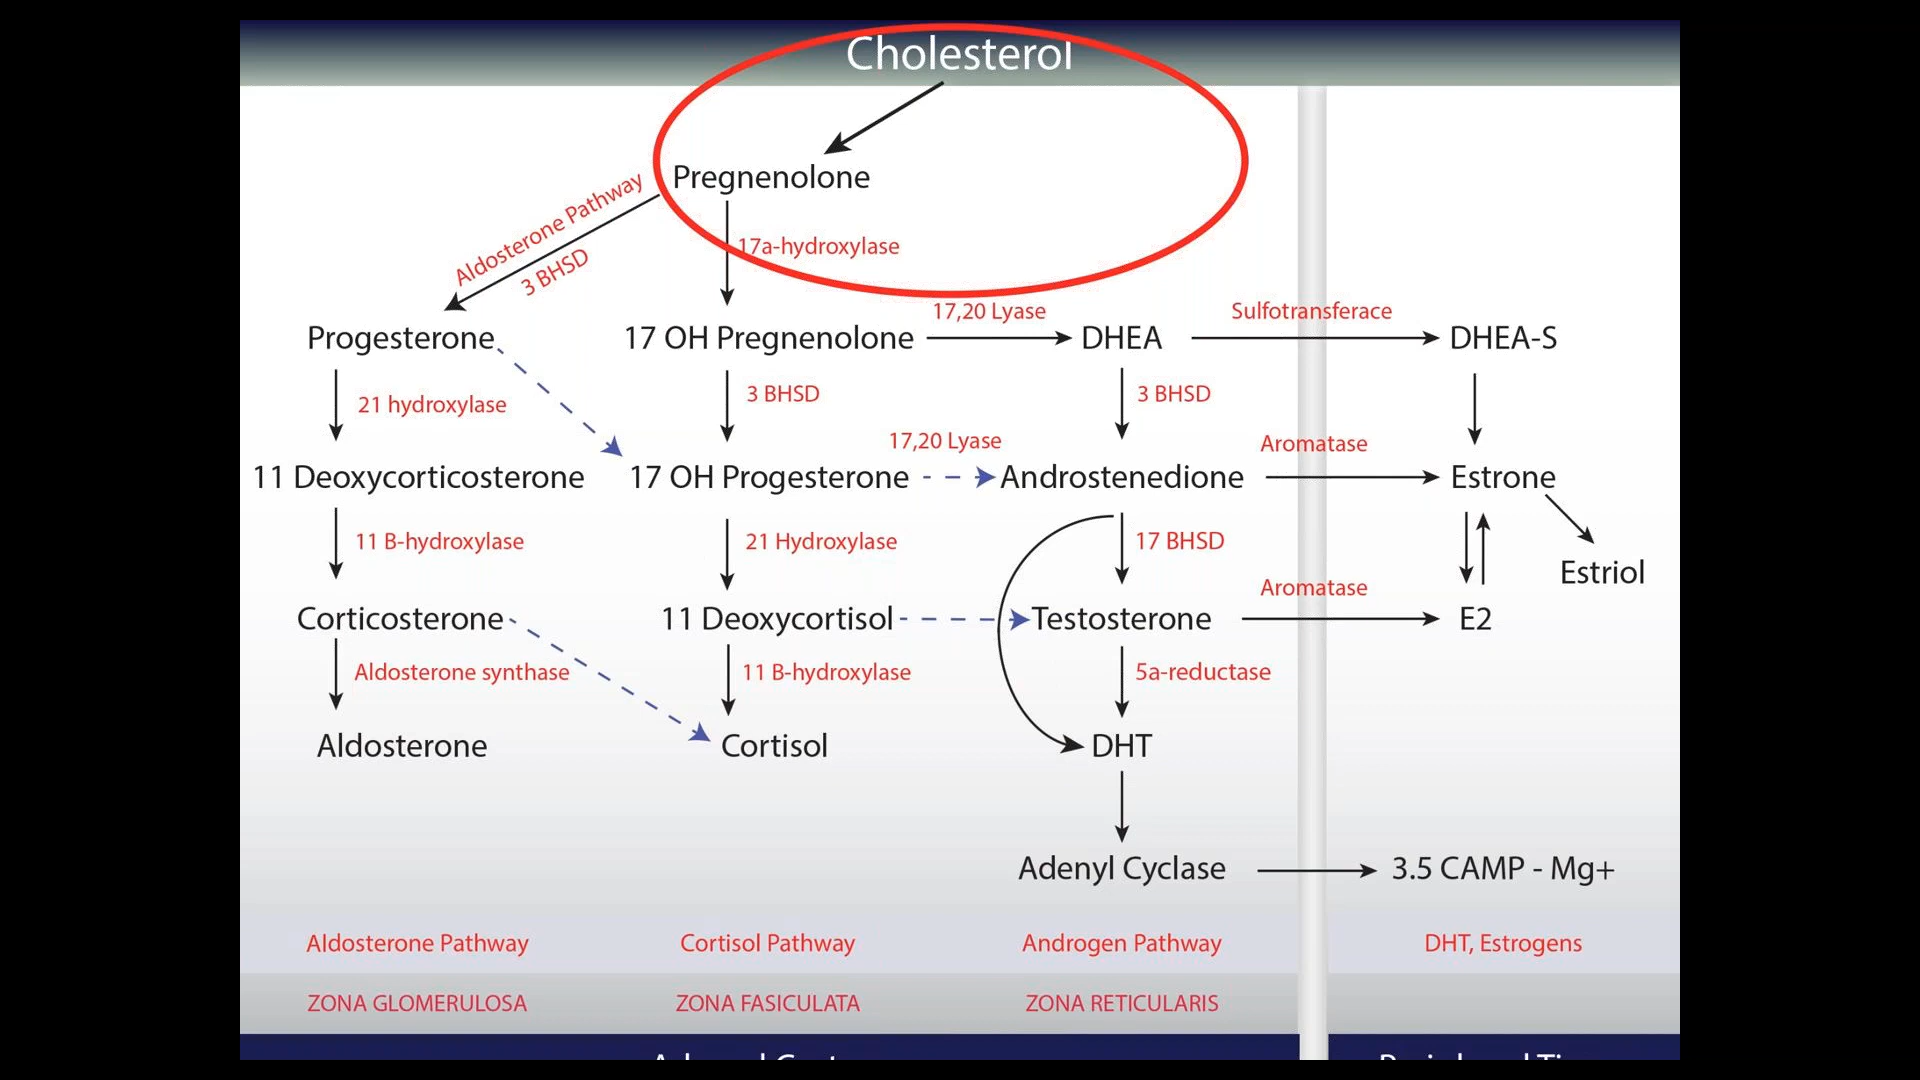 Cholesterol
Pregnenolone
Aldosterone Pathway
3 BHSD
17a-hydroxylase
17,20 Lyase
Sulfotransferace
Progesterone
17 OH Pregnenolone
DHEA
DHEA-S
21 hydroxylase
3 BHSD
3 BHSD
17,20 Lyase
Aromatase
11 Deoxycorticosterone
17 OH Progesterone
Androstenedione
Estrone
11 B-hydroxylase
21 Hydroxylase
17 BHSD
Estriol
Aromatase
Corticosterone
11 Deoxycortisol
Testosterone
E2
Aldosterone synthase
11 B-hydroxylase
5a-reductase
Aldosterone
Cortisol
DHT
Adenyl Cyclase
3.5 CAMP - Mg+
Aldosterone Pathway
Cortisol Pathway
Androgen Pathway
DHT, Estrogens
ZONA GLOMERULOSA
ZONA FASICULATA
ZONA RETICULARIS